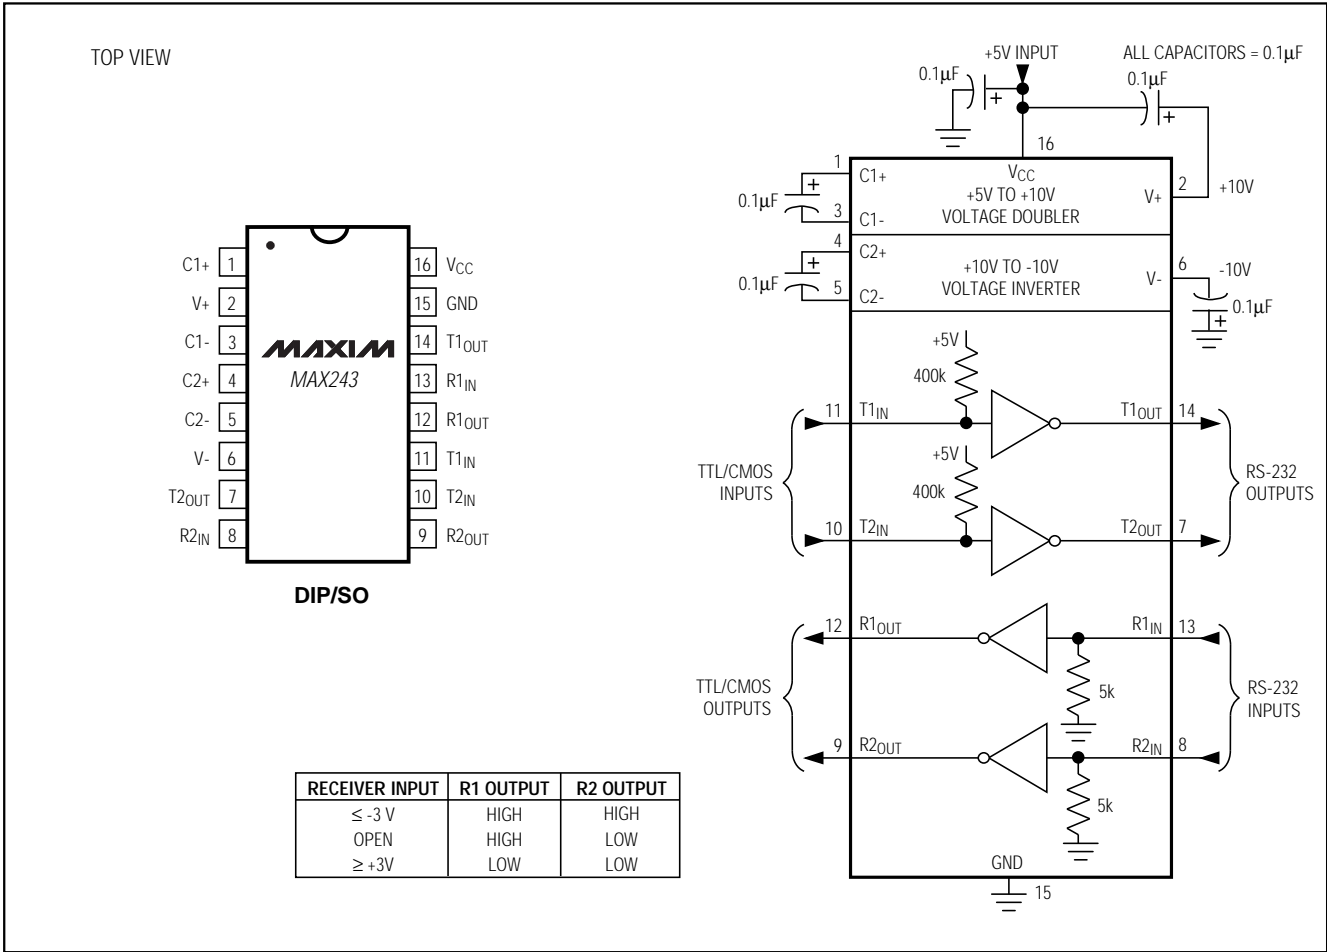 TOP VIEW
C1+ 1
V+ 2
C1- 3
C2+ 4
C2- 5
V- 6
T2OUT 7
R2IN 8
MAXIM
MAX243
16 VCC
15 GND
14 T1OUT
13 R1IN
12 R1OUT
11 T1IN
10 T2IN
9 R2OUT
DIP/SO
RECEIVER INPUT R1 OUTPUT R2 OUTPUT
≤ -3 V HIGH HIGH
OPEN HIGH LOW
≥ +3V LOW LOW
+5V INPUT
ALL CAPACITORS = 0.1μF
0.1μF
+
0.1μF
+
16
VCC
+5V TO +10V
VOLTAGE DOUBLER
1
C1+
+
0.1μF
3
C1-
V+
2
+10V
4
C2+
+
0.1μF
5
C2-
+10V TO -10V
VOLTAGE INVERTER
V-
6
-10V
0.1μF
+
+5V
400k
11 T1IN
T1OUT 14
+5V
400k
TTL/CMOS
INPUTS
RS-232
OUTPUTS
10 T2IN
T2OUT 7
12 R1OUT
R1IN 13
5k
TTL/CMOS
OUTPUTS
RS-232
INPUTS
9 R2OUT
R2IN 8
5k
GND
15